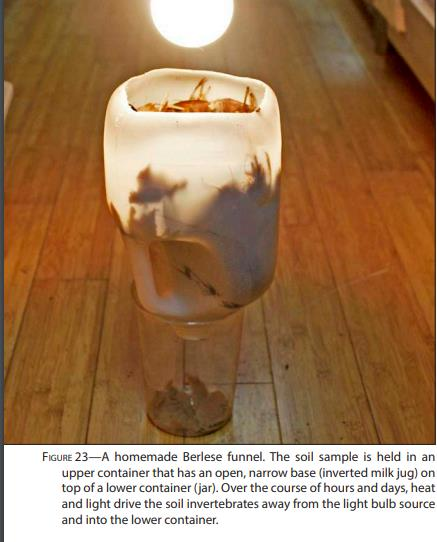 FIGURE 23—A homemade Berlese funnel. The soil sample is held in an
upper container that has an open, narrow base (inverted milk jug) on
top of a lower container (jar). Over the course of hours and days, heat
and light drive the soil invertebrates away from the light bulb source
and into the lower container.